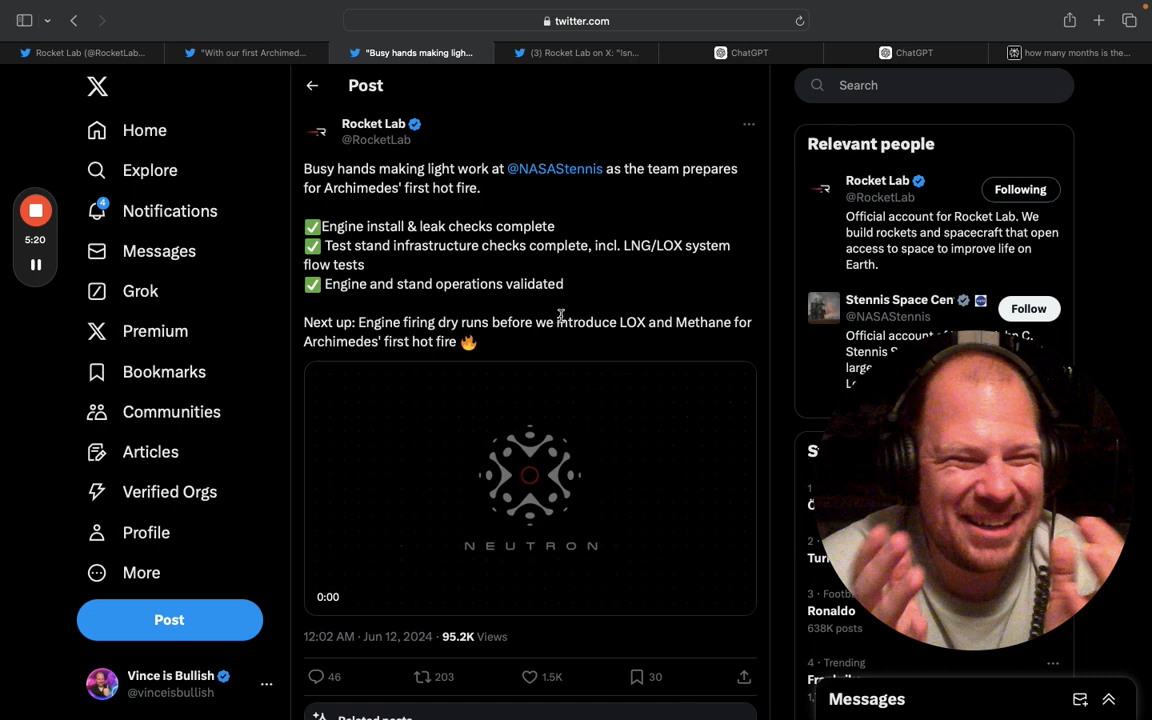 twitter.com
Rocket Lab (@RocketLab...
"With our first Archimed...
"Busy hands making ligh...
(3) Rocket Lab on X: "Isn...
ChatGPT
ChatGPT
how many months is the...
Post
Search
Home
Explore
4
Notifications
Messages
Grok
Premium
Bookmarks
Communities
Articles
Verified Orgs
Profile
More
Post
Vince is Bullish
@vinceisbullish
5:20
Rocket Lab
@RocketLab
Busy hands making light work at @NASAStennis as the team prepares
for Archimedes' first hot fire.
✅Engine install & leak checks complete
✅ Test stand infrastructure checks complete, incl. LNG/LOX system
flow tests
✅ Engine and stand operations validated
Next up: Engine firing dry runs before we introduce LOX and Methane for
Archimedes' first hot fire 🔥
NEUTRON
0:00
12:02 AM · Jun 12, 2024 · 95.2K Views
46
203
1.5K
30
Related posts
Relevant people
Rocket Lab
@RocketLab
Following
Official account for Rocket Lab. We
build rockets and spacecraft that open
access to space to improve life on
Earth.
Stennis Space Cen
@NASAStennis
Follow
Official account
Stennis
2 ·
3 ·
Ronaldo
638K posts
4 · Trending
Messages